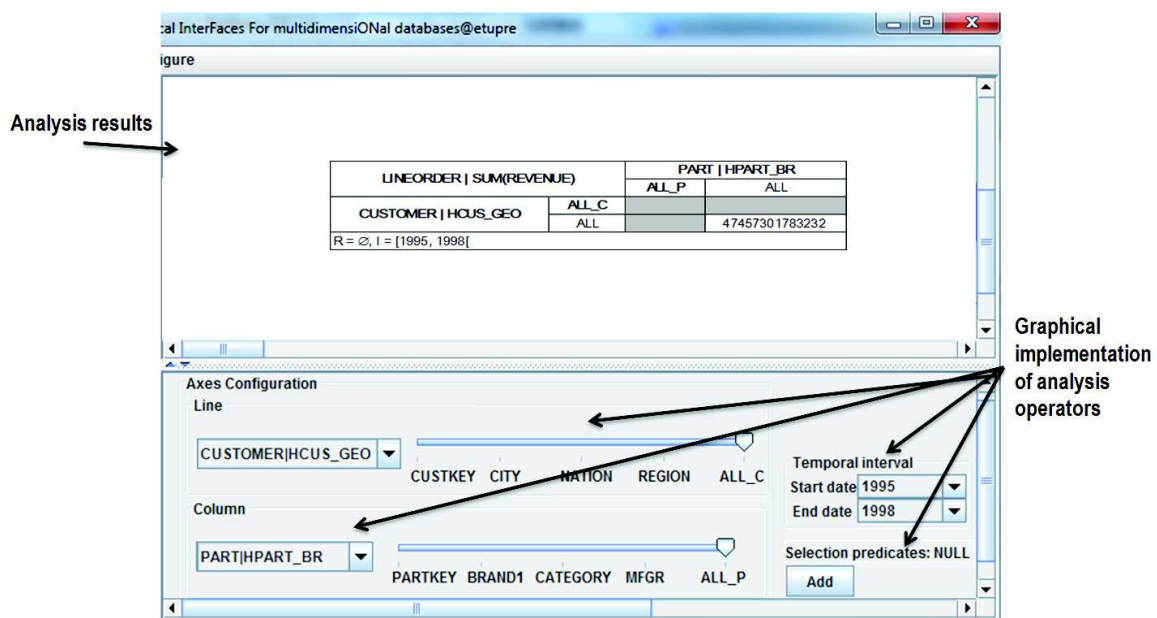 cal InterFaces For multidimensiONal databases@etupre
igure
Analysis results
LINEORDER | SUM(REVENUE)
PART | HPART_BR
ALL_P ALL
CUSTOMER | HCUS_GEO
ALL_C
ALL 47457301783232
R = ∅, I = [1995, 1998[
Graphical
implementation
of analysis
operators
Axes Configuration
Line
CUSTOMER|HCUS_GEO
CUSTKEY CITY NATION REGION ALL_C
Column
PART|HPART_BR
PARTKEY BRAND1 CATEGORY MFGR ALL_P
Temporal interval
Start date 1995
End date 1998
Selection predicates: NULL
Add